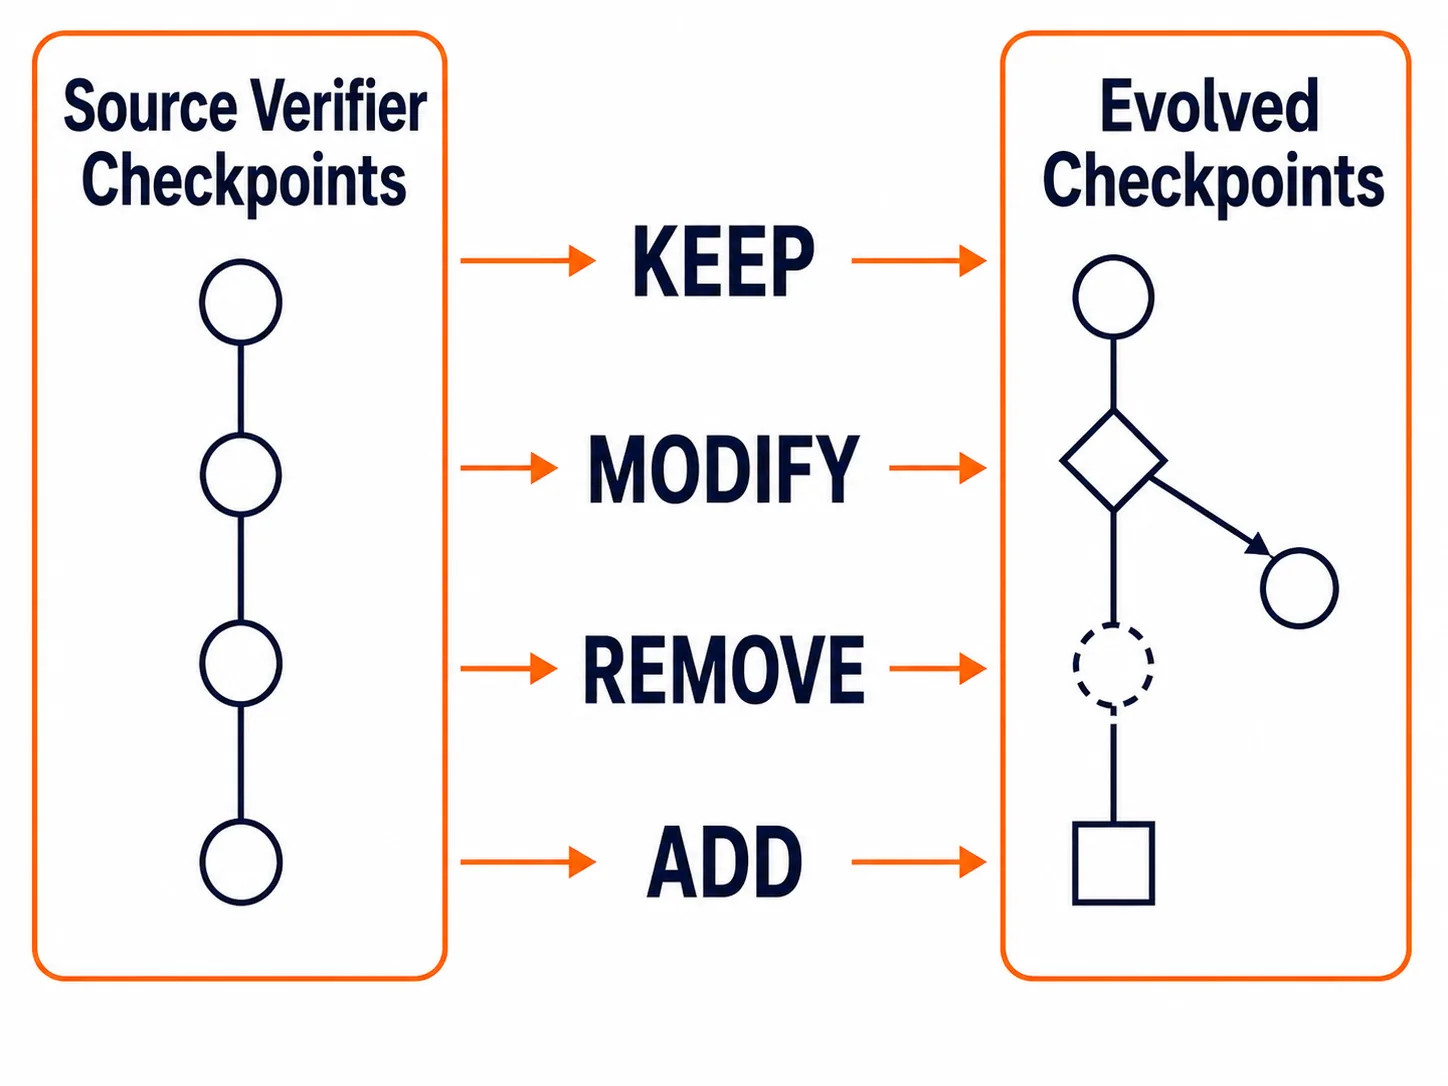 Source Verifier
Checkpoints
KEEP
MODIFY
REMOVE
ADD
Evolved
Checkpoints